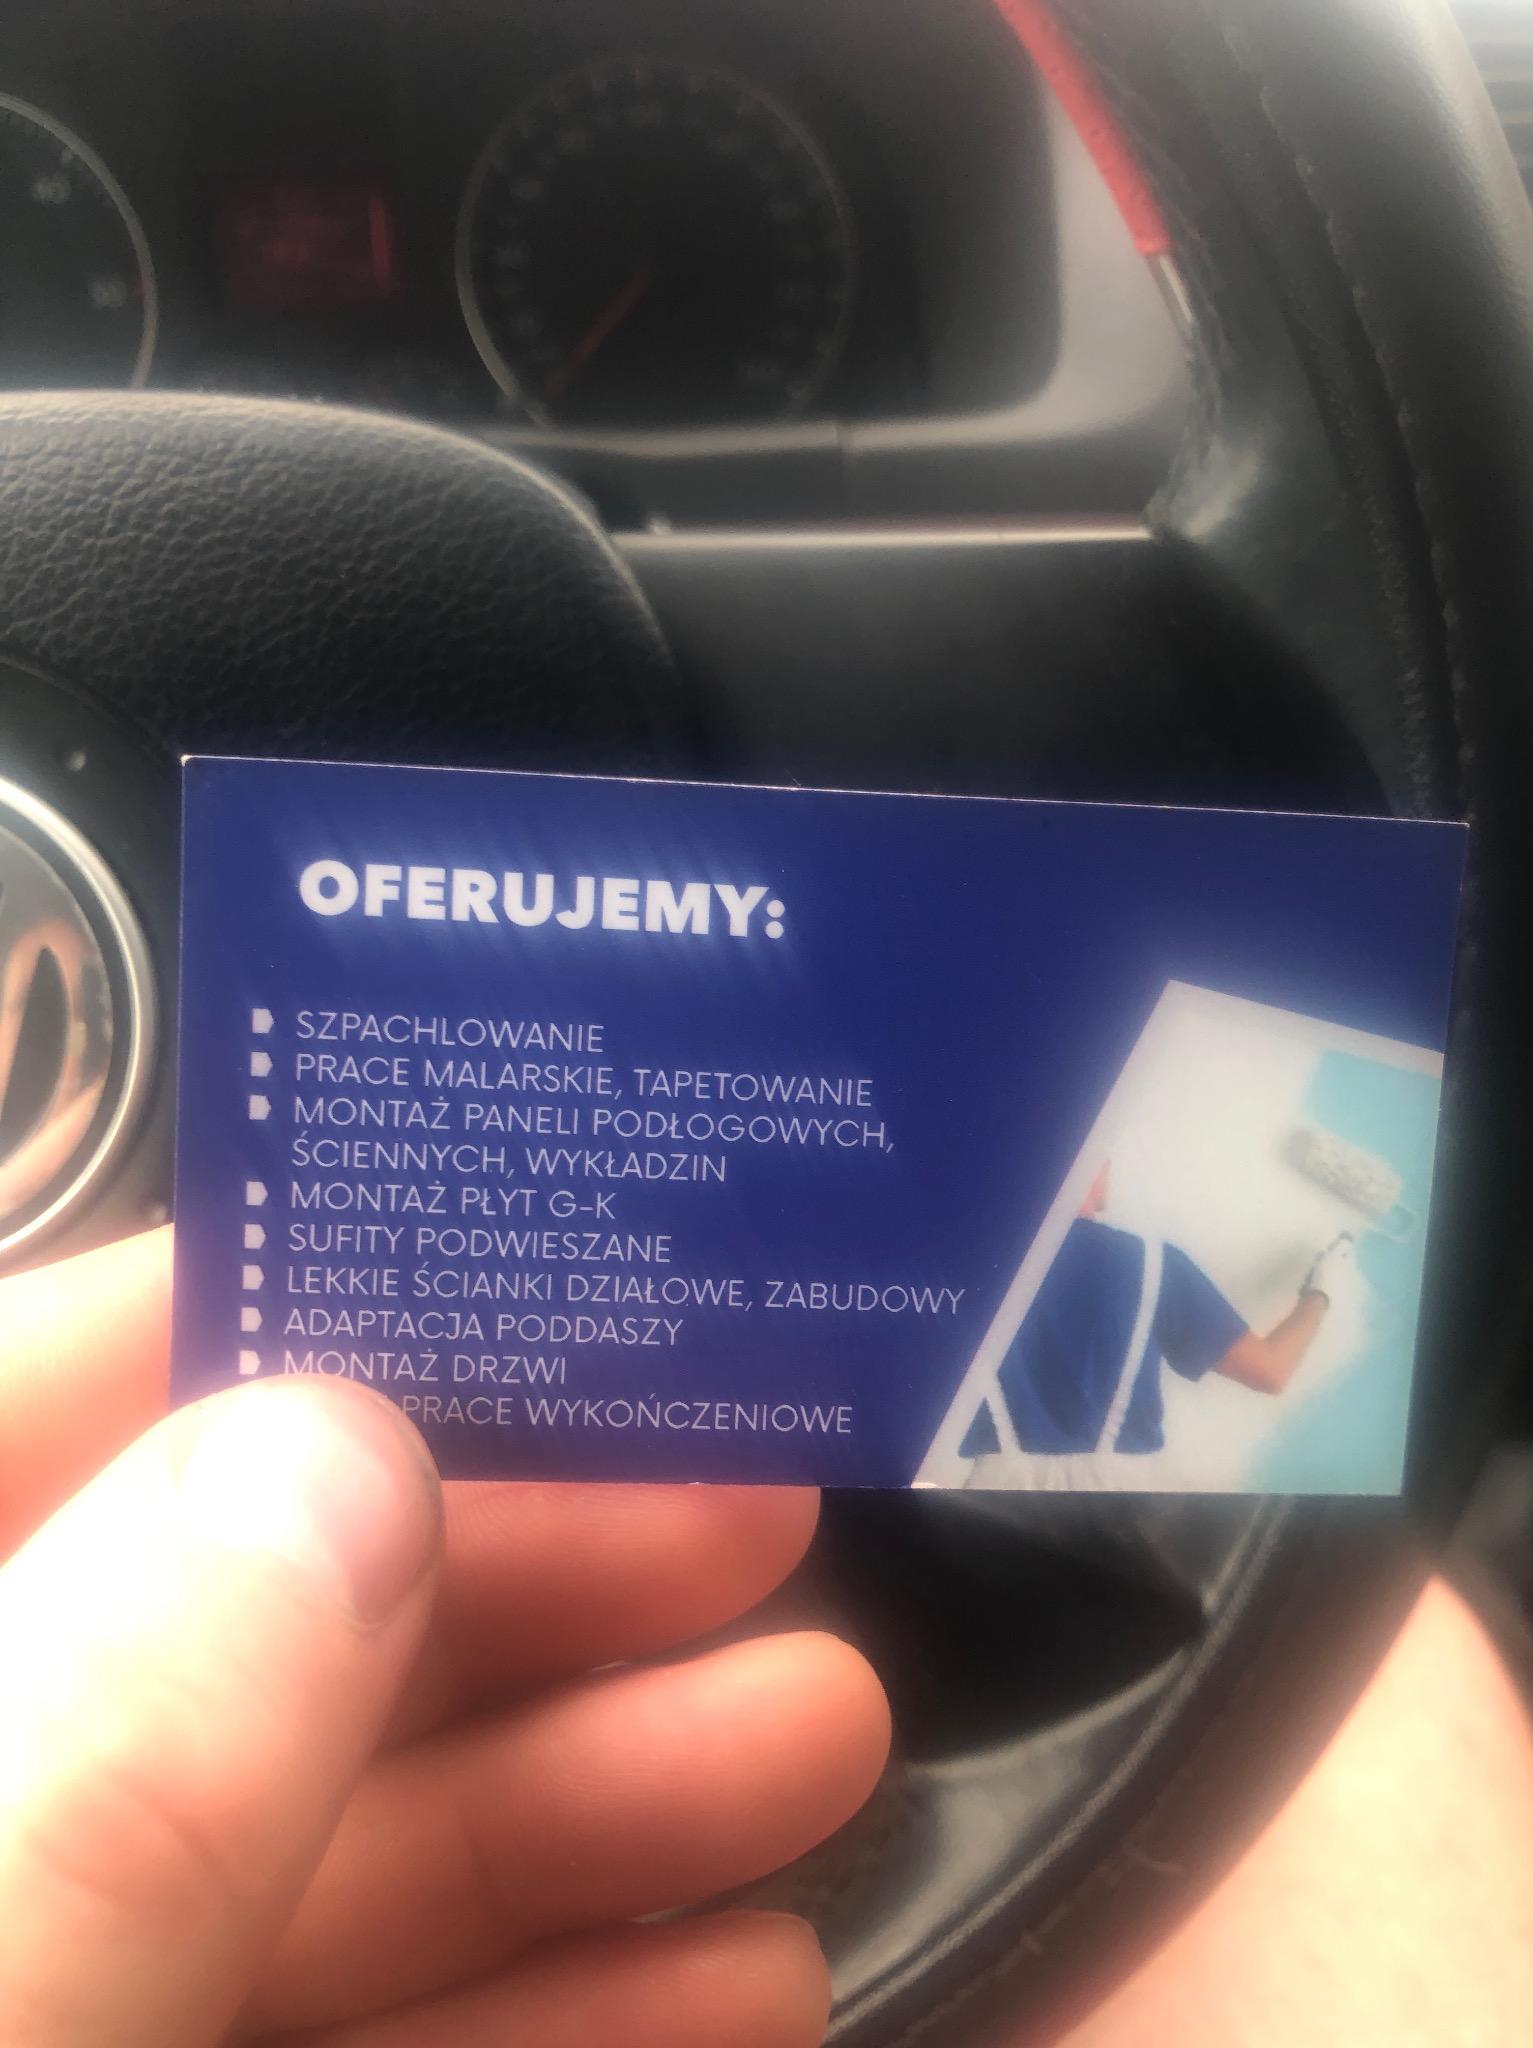 OFERUJEMY:
SZPACHLOWANIE
PRACE MALARSKIE, TAPETOWANIE
MONTAŻ PANELI PODŁOGOWYCH,
ŚCIENNYCH, WYKŁADZIN
MONTAŻ PŁYT G-K
SUFITY PODWIESZANE
LEKKIE ŚCIANKI DZIAŁOWE, ZABUDOWY
ADAPTACJA PODDASZY
MONTAŻ DRZWI
PRACE WYKOŃCZENIOWE